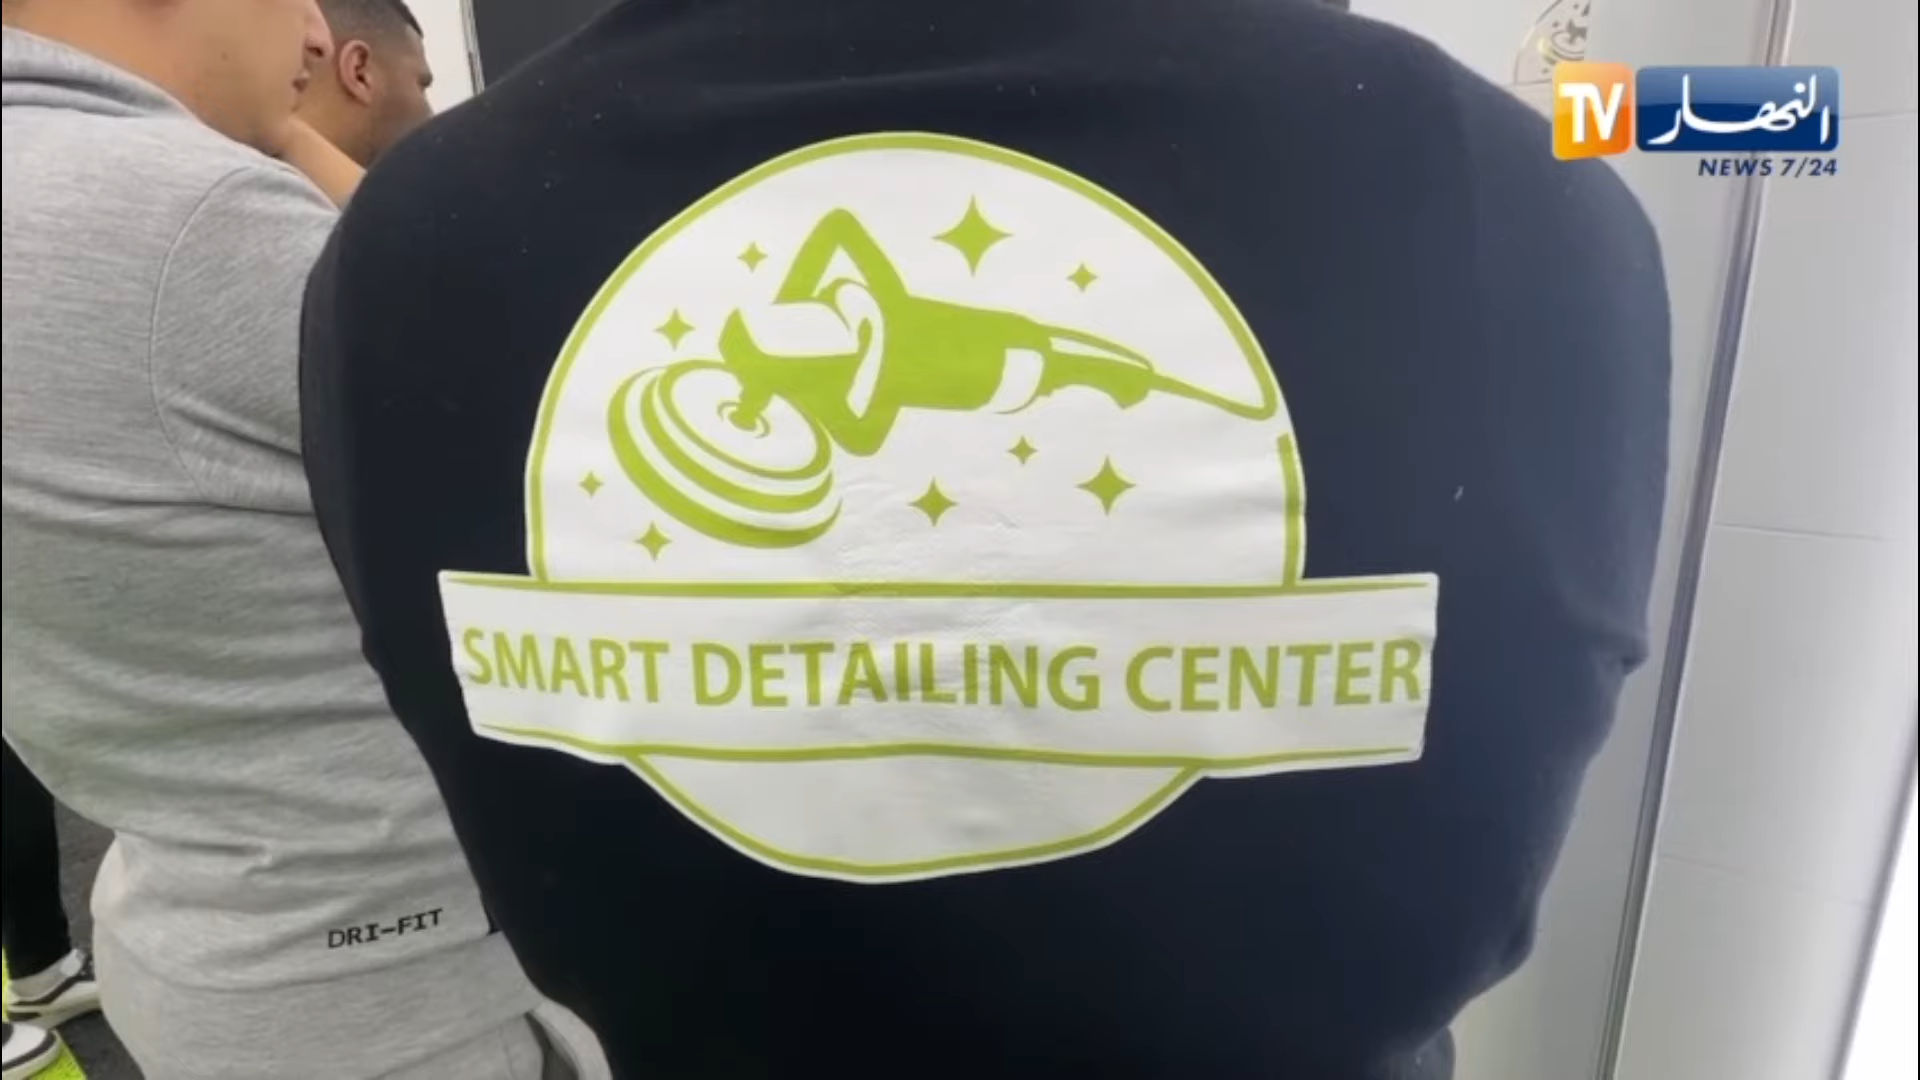 TV النهار
NEWS 7/24
SMART DETAILING CENTER
DRI-FIT